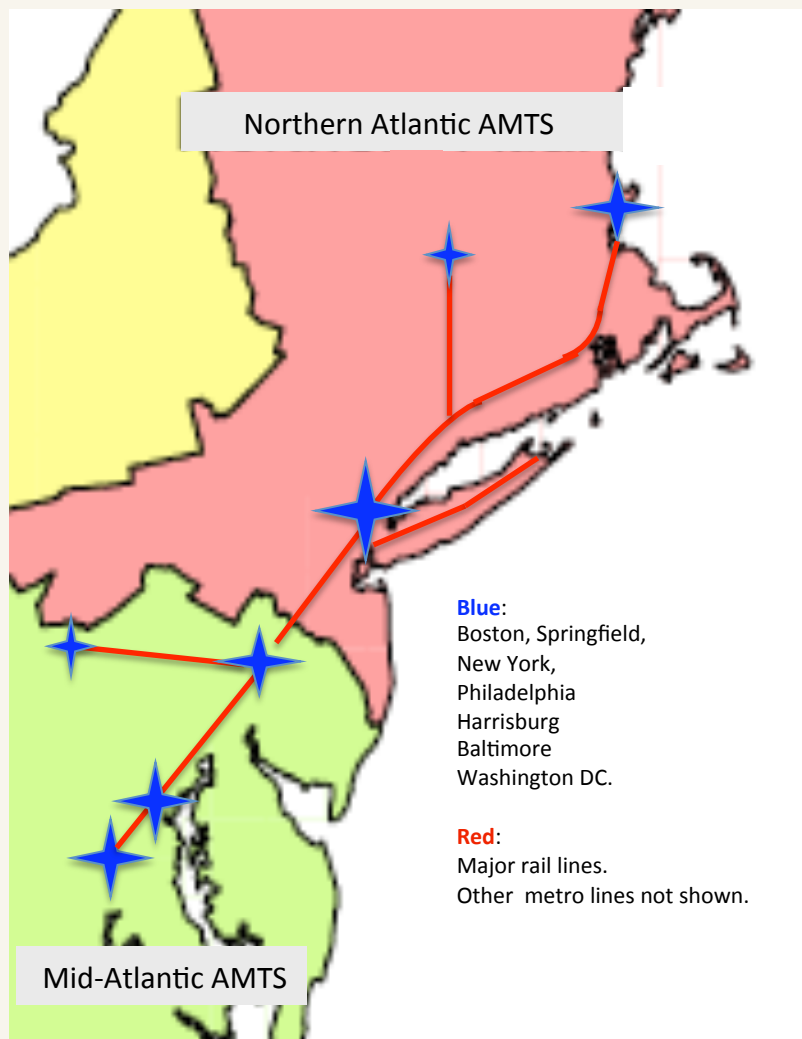 Northern Atlantic AMTS
Blue:
Boston, Springfield,
New York,
Philadelphia
Harrisburg
Baltimore
Washington DC.
Red:
Major rail lines.
Other metro lines not shown.
Mid-Atlantic AMTS